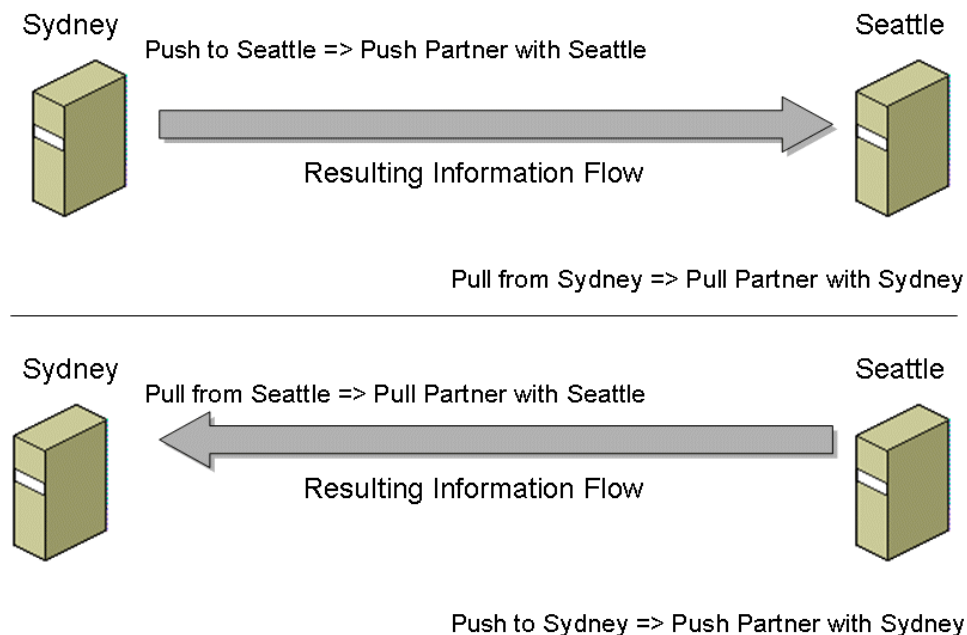 Sydney
Seattle
Push to Seattle => Push Partner with Seattle
Resulting Information Flow
Pull from Sydney => Pull Partner with Sydney
Sydney
Seattle
Pull from Seattle => Pull Partner with Seattle
Resulting Information Flow
Push to Sydney => Push Partner with Sydney